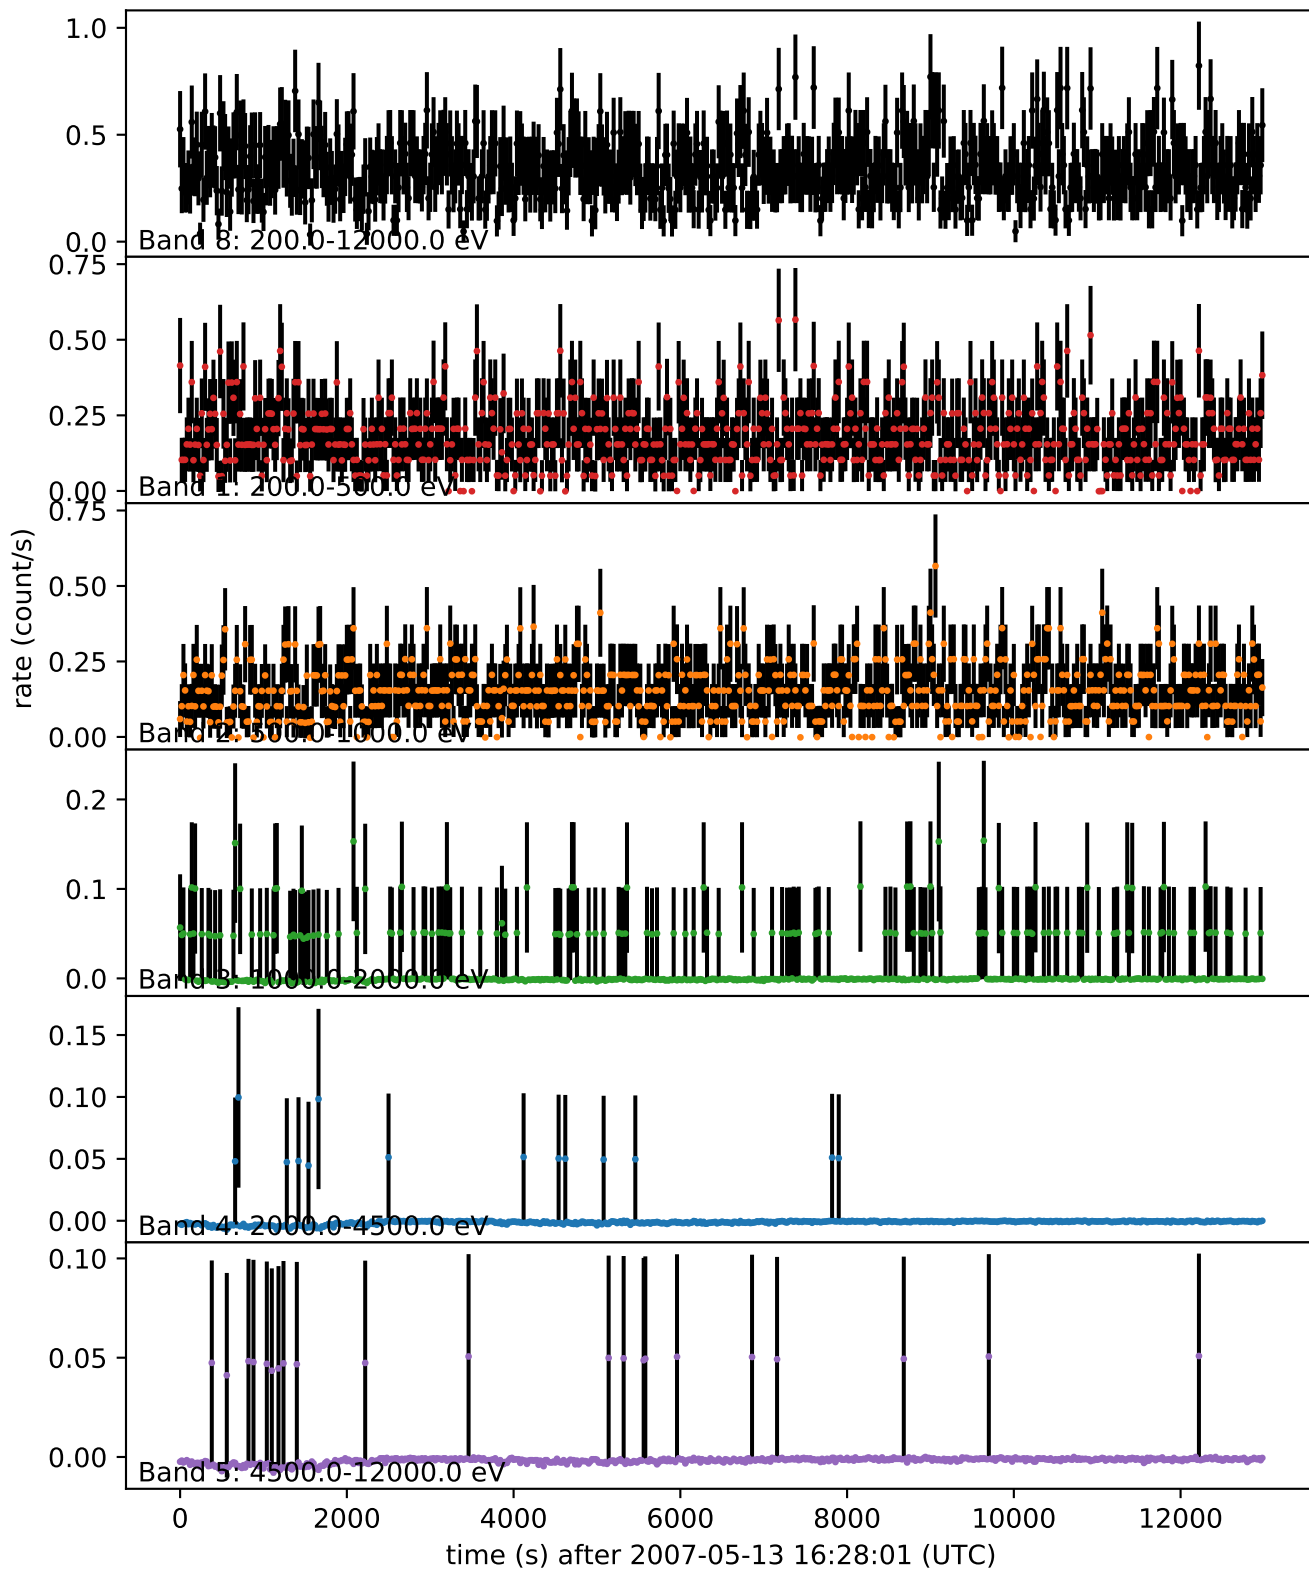 1.0
0.5
0.0
Band 8: 200.0-12000.0 eV
0.75
0.50
0.25
0.00
Band 1: 200.0-500.0 eV
0.75
0.50
0.25
0.00
Band 2: 500.0-1000.0 eV
rate (count/s)
0.2
0.1
0.0
Band 3: 1000.0-2000.0 eV
0.15
0.10
0.05
0.00
Band 4: 2000.0-4500.0 eV
0.10
0.05
0.00
Band 5: 4500.0-12000.0 eV
0 2000 4000 6000 8000 10000 12000
time (s) after 2007-05-13 16:28:01 (UTC)